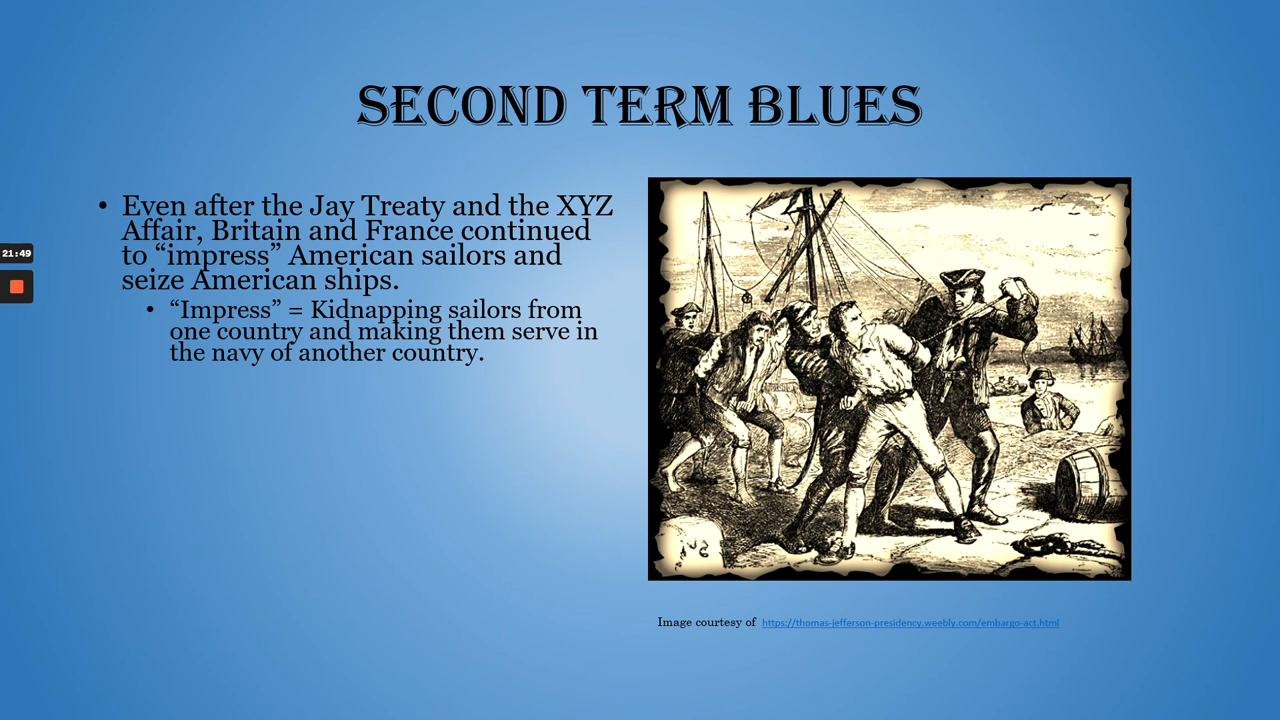 SECOND TERM BLUES
• Even after the Jay Treaty and the XYZ
Affair, Britain and France continued
to “impress” American sailors and
seize American ships.
• “Impress” = Kidnapping sailors from
one country and making them serve in
the navy of another country.
21:49
Image courtesy of https://thomas-jefferson-presidency.weebly.com/embargo-act.html